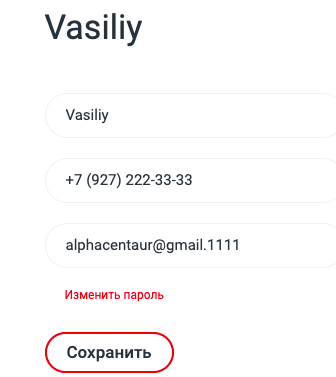 Vasiliy
Vasiliy
+7 (927) 222-33-33
alphacentaur@gmail.1111
Изменить пароль
Сохранить